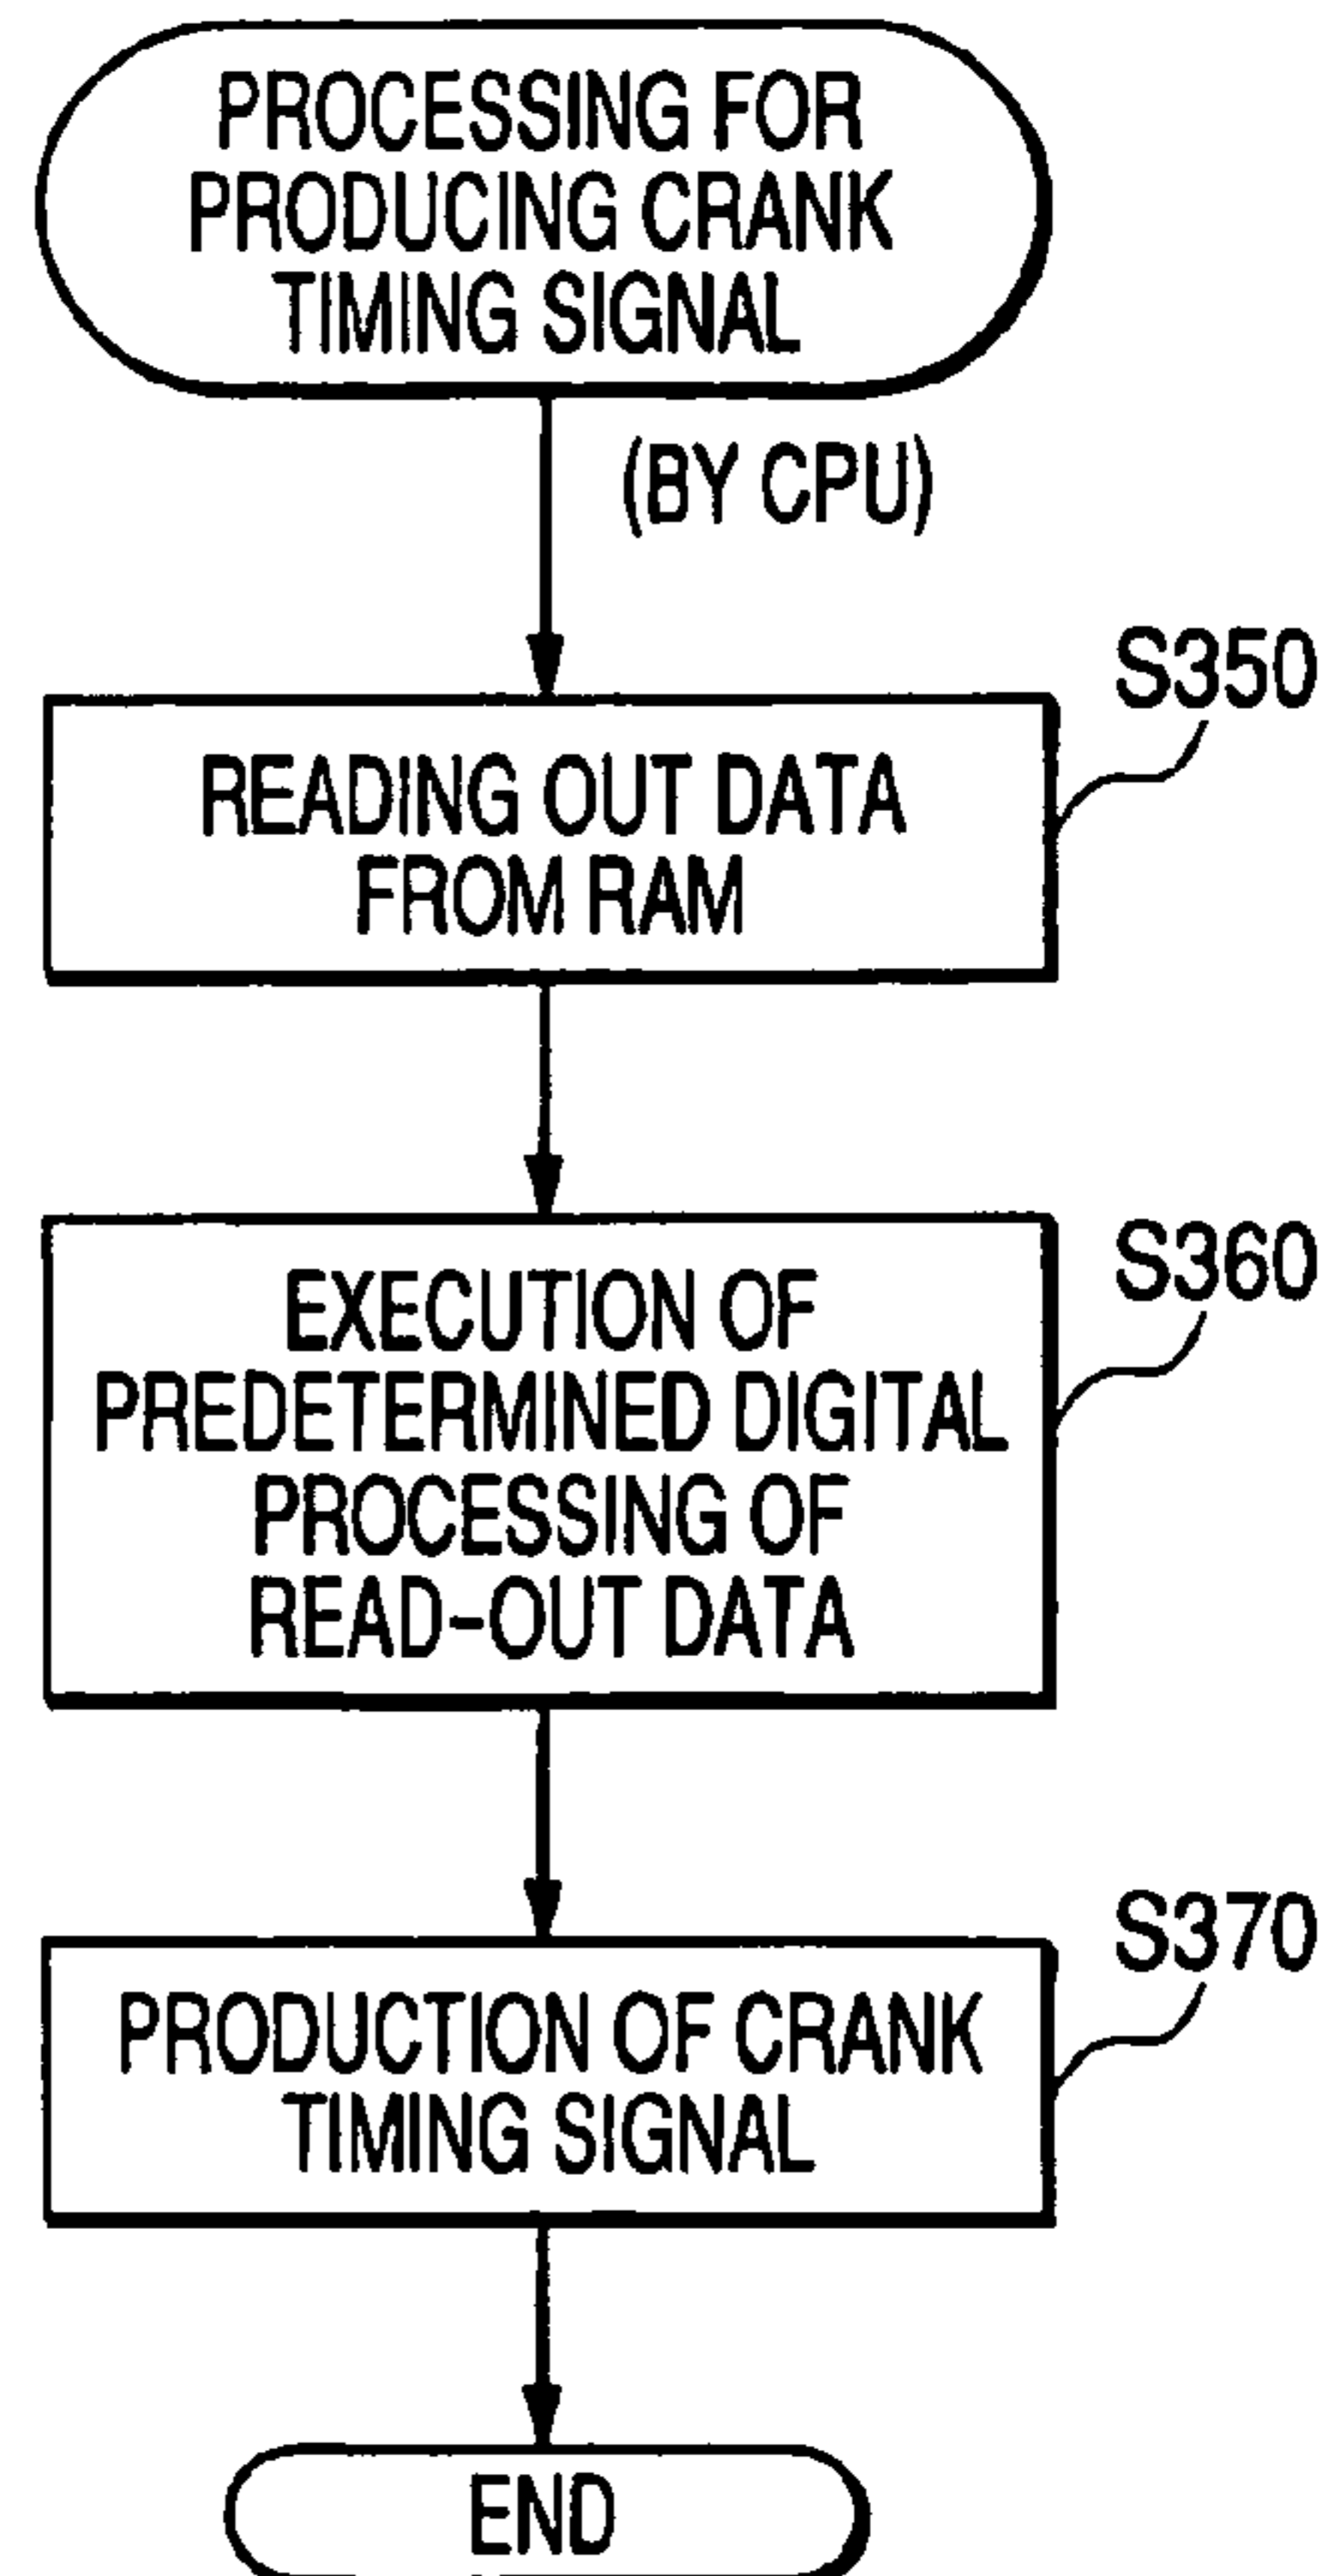 PROCESSING FOR
PRODUCING CRANK
TIMING SIGNAL
(BY CPU)
S350
READING OUT DATA
FROM RAM
S360
EXECUTION OF
PREDETERMINED DIGITAL
PROCESSING OF
READ-OUT DATA
S370
PRODUCTION OF CRANK
TIMING SIGNAL
END